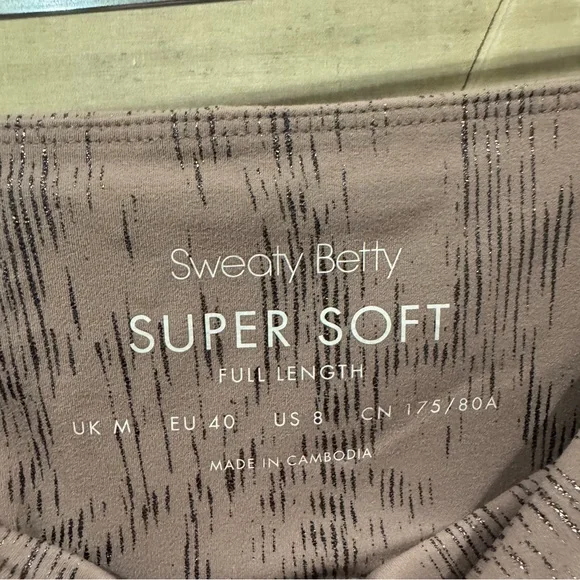 Sweaty Betty
SUPER SOFT
FULL LENGTH
UK M EU 40 US 8 CN 175/80A
MADE IN CAMBODIA